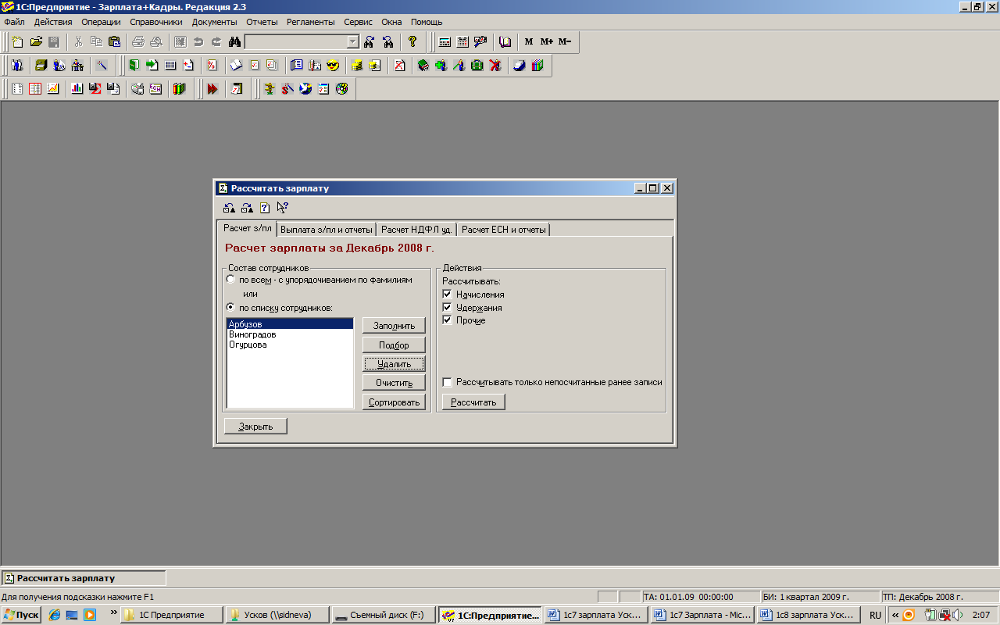 1С:Предприятие - Зарплата+Кадры. Редакция 2.3
Файл Действия Операции Справочники Документы Отчеты Регламенты Сервис Окна Помощь
M M+ M-
Рассчитать зарплату
Расчет з/пл Выплата з/пл и отчеты Расчет НДФЛ уд. Расчет ЕСН и отчеты
Расчет зарплаты за Декабрь 2008 г.
Состав сотрудников
по всем - с упорядочиванием по фамилиям
или
по списку сотрудников:
Арбузов
Виноградов
Огурцова
Заполнить
Подбор
Удалить
Очистить
Сортировать
Действия
Рассчитывать:
Начисления
Удержания
Прочие
Рассчитывать только непосчитанные ранее записи
Рассчитать
Закрыть
Рассчитать зарплату
Для получения подсказки нажмите F1 ТА: 01.01.09 00:00:00 БИ: 1 квартал 2009 г. ТП: Декабрь 2008 г.
Пуск » 1С Предприятие Усков (\\sidneva) Съемный диск (F:) 1С:Предприятие... 1с7 зарплата Уск... 1с7 Зарплата - Mic... 1с8 зарплата Уск... RU « 2:07